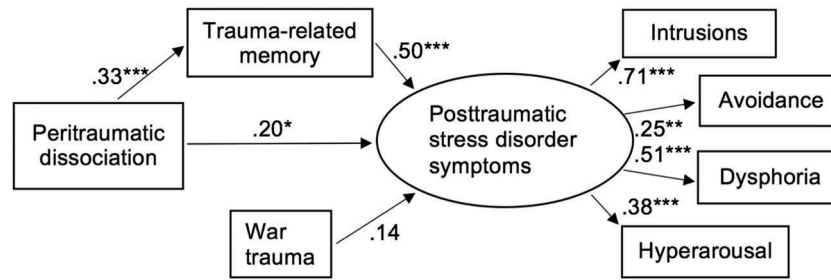 Trauma-related
memory
Intrusions
.33***
.50***
.71***
Avoidance
Peritraumatic
dissociation
.20*
Posttraumatic
stress disorder
symptoms
.25**
.51***
Dysphoria
War
trauma
.14
.38***
Hyperarousal